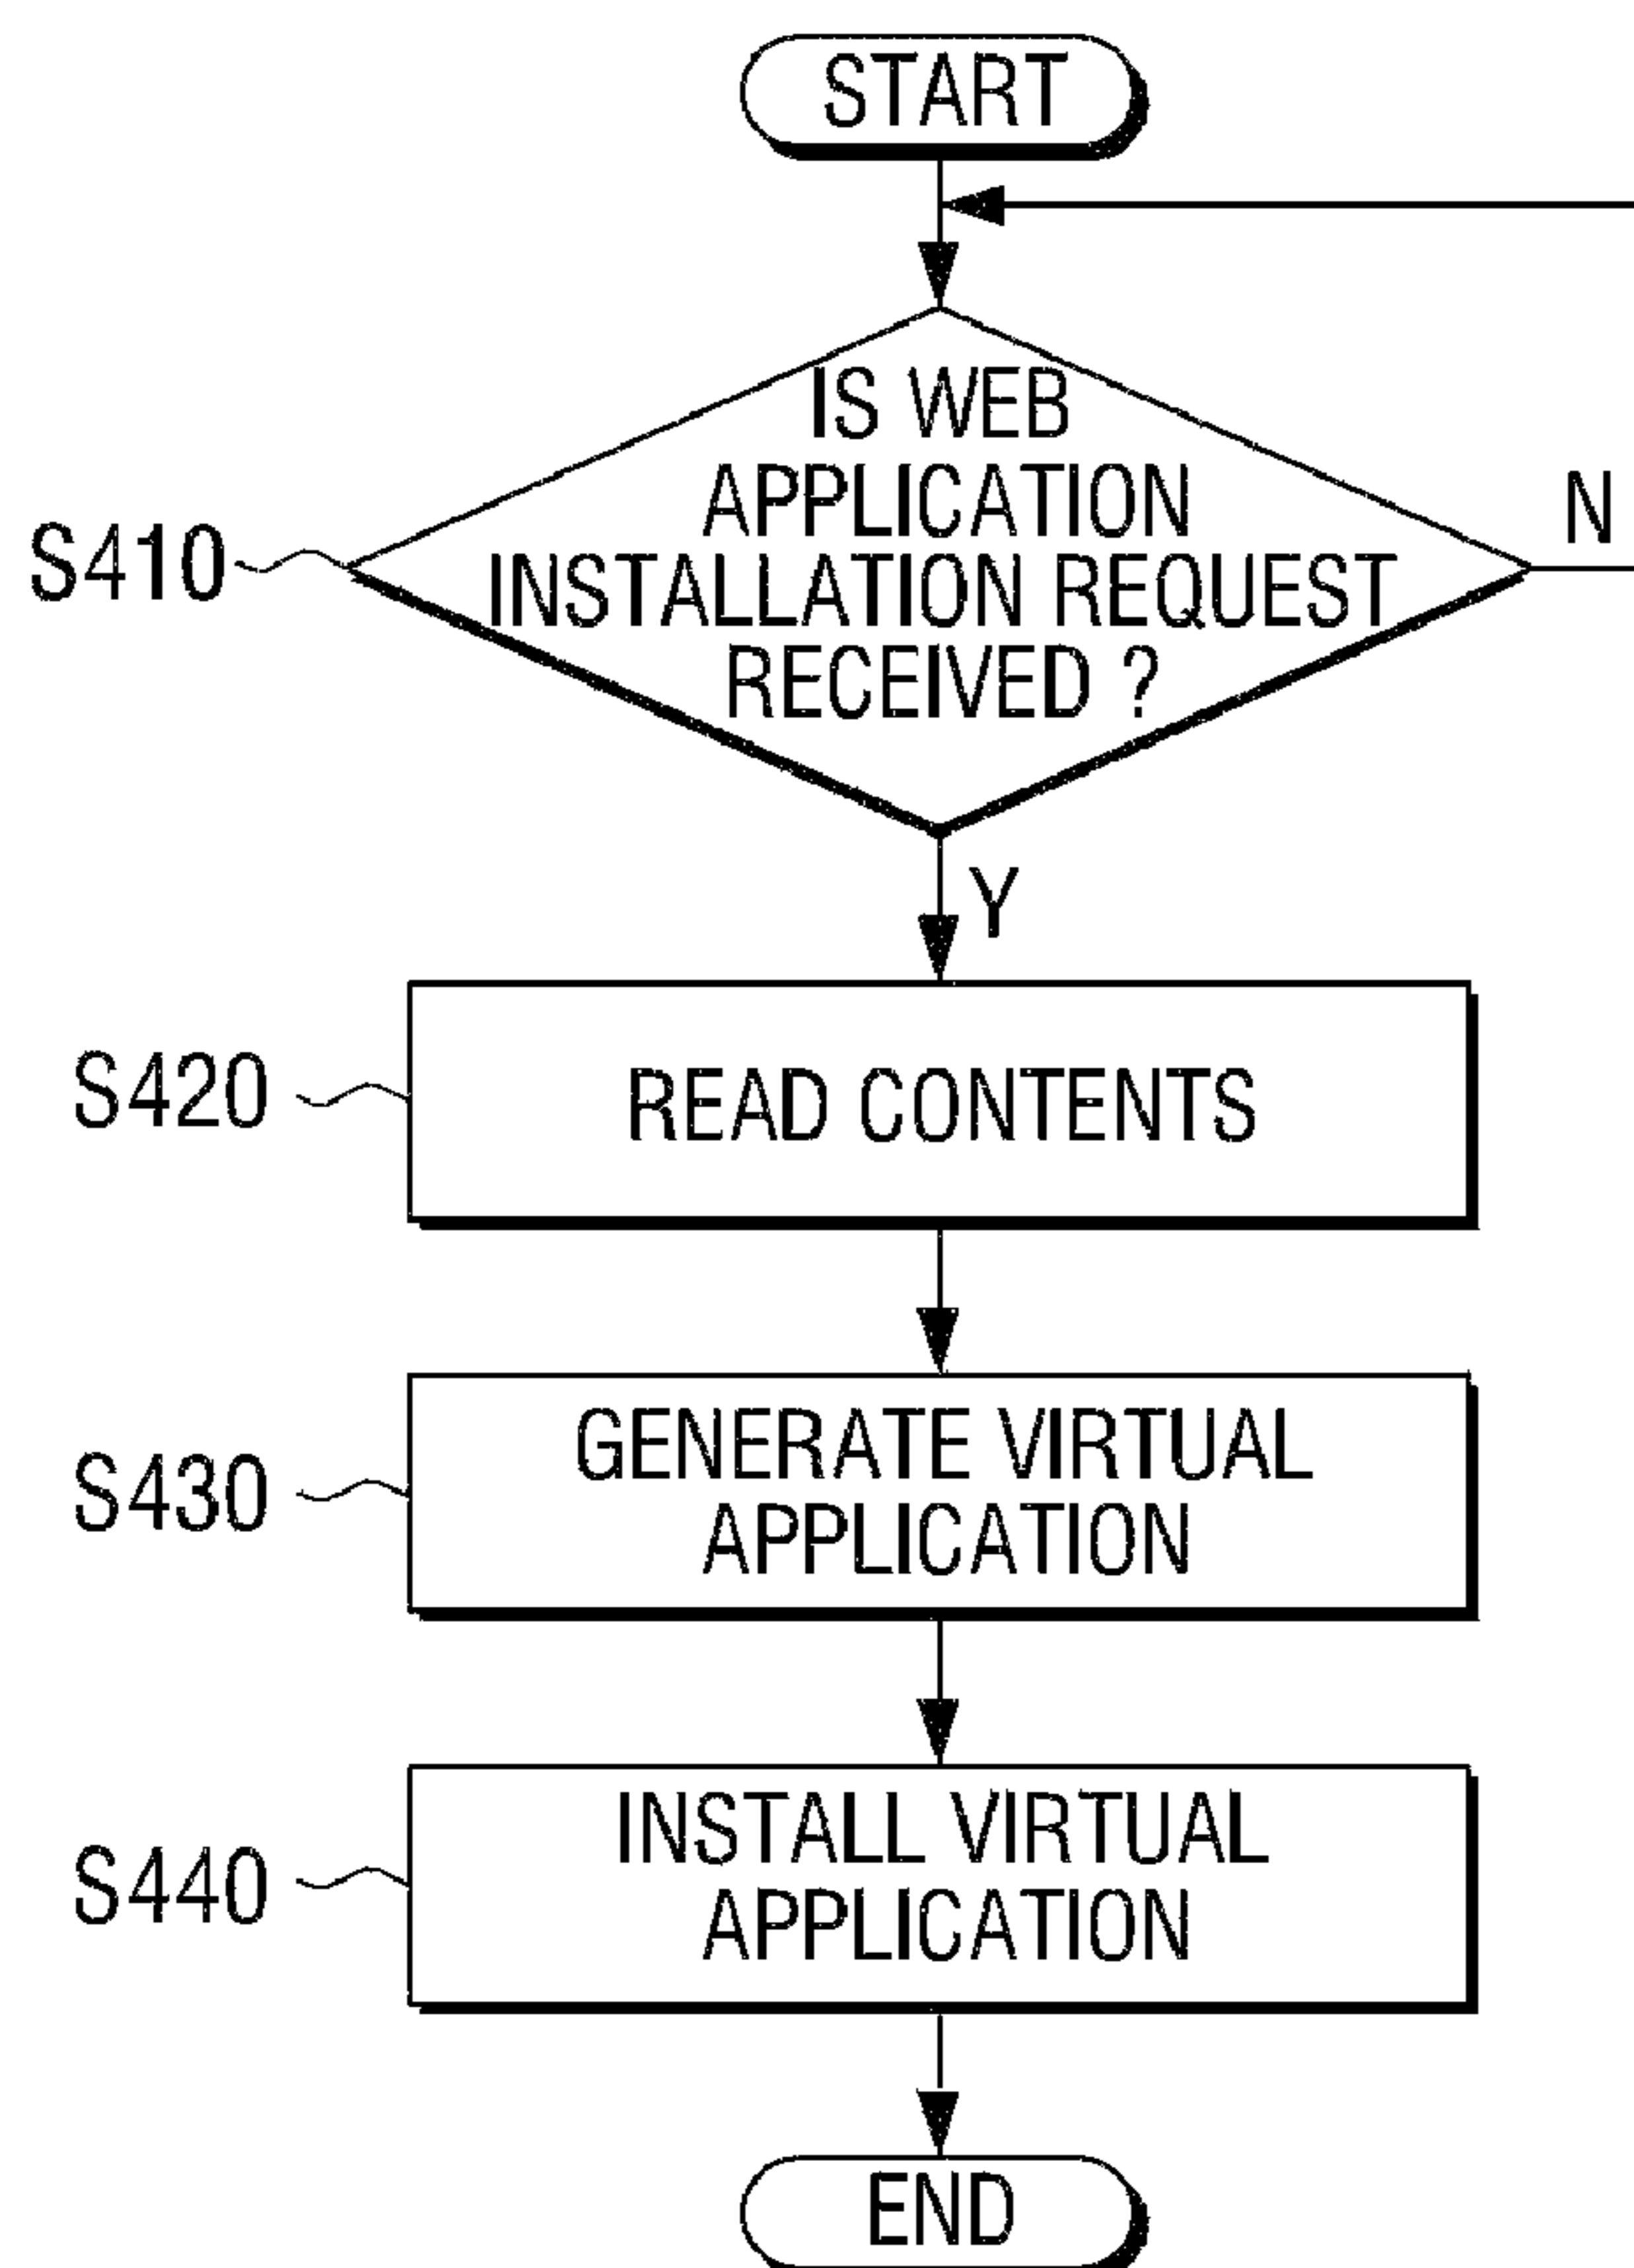 START
IS WEB
APPLICATION
INSTALLATION REQUEST
RECEIVED ?
N
S410
Y
S420
READ CONTENTS
S430
GENERATE VIRTUAL
APPLICATION
S440
INSTALL VIRTUAL
APPLICATION
END